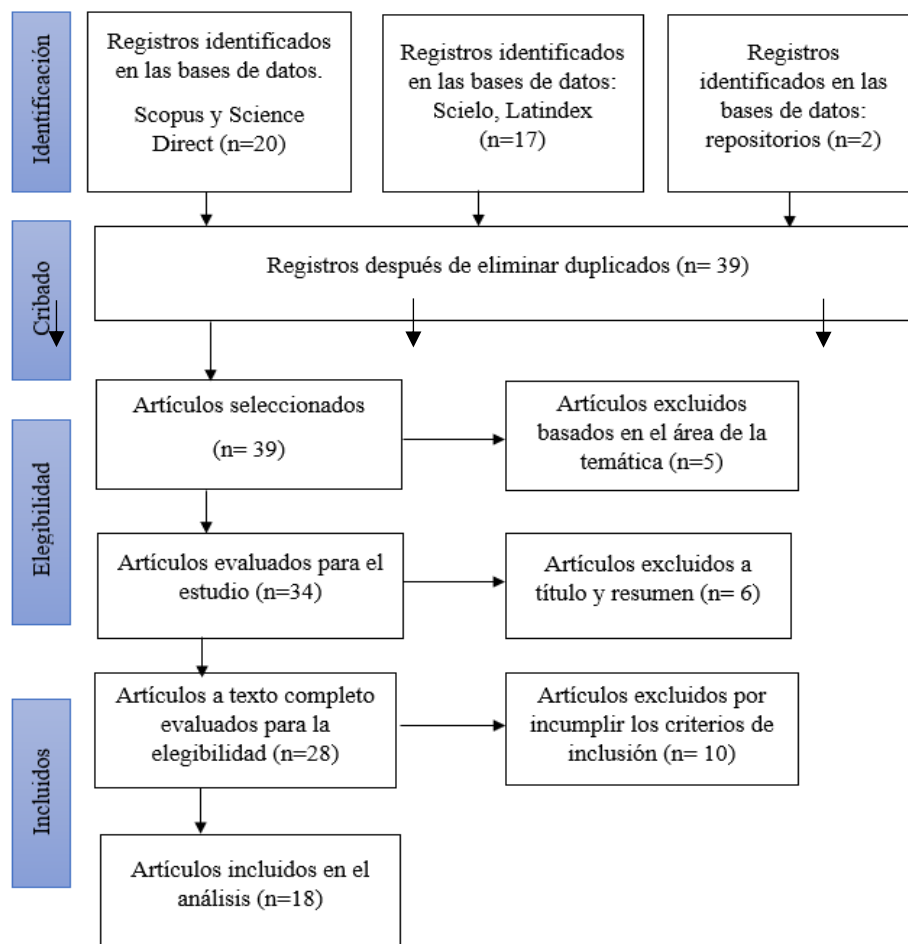 Identificación
Registros identificados
en las bases de datos.
Scopus y Science
Direct (n=20)
Registros identificados
en las bases de datos:
Scielo, Latindex
(n=17)
Registros
identificados en las
bases de datos:
repositorios (n=2)
Cribado
Registros después de eliminar duplicados (n= 39)
Elegibilidad
Artículos seleccionados
(n= 39)
Artículos excluidos
basados en el área de la
temática (n=5)
Artículos evaluados para el
estudio (n=34)
Artículos excluidos a
título y resumen (n= 6)
Incluidos
Artículos a texto completo
evaluados para la
elegibilidad (n=28)
Artículos excluidos por
incumplir los criterios de
inclusión (n= 10)
Artículos incluidos en el
análisis (n=18)